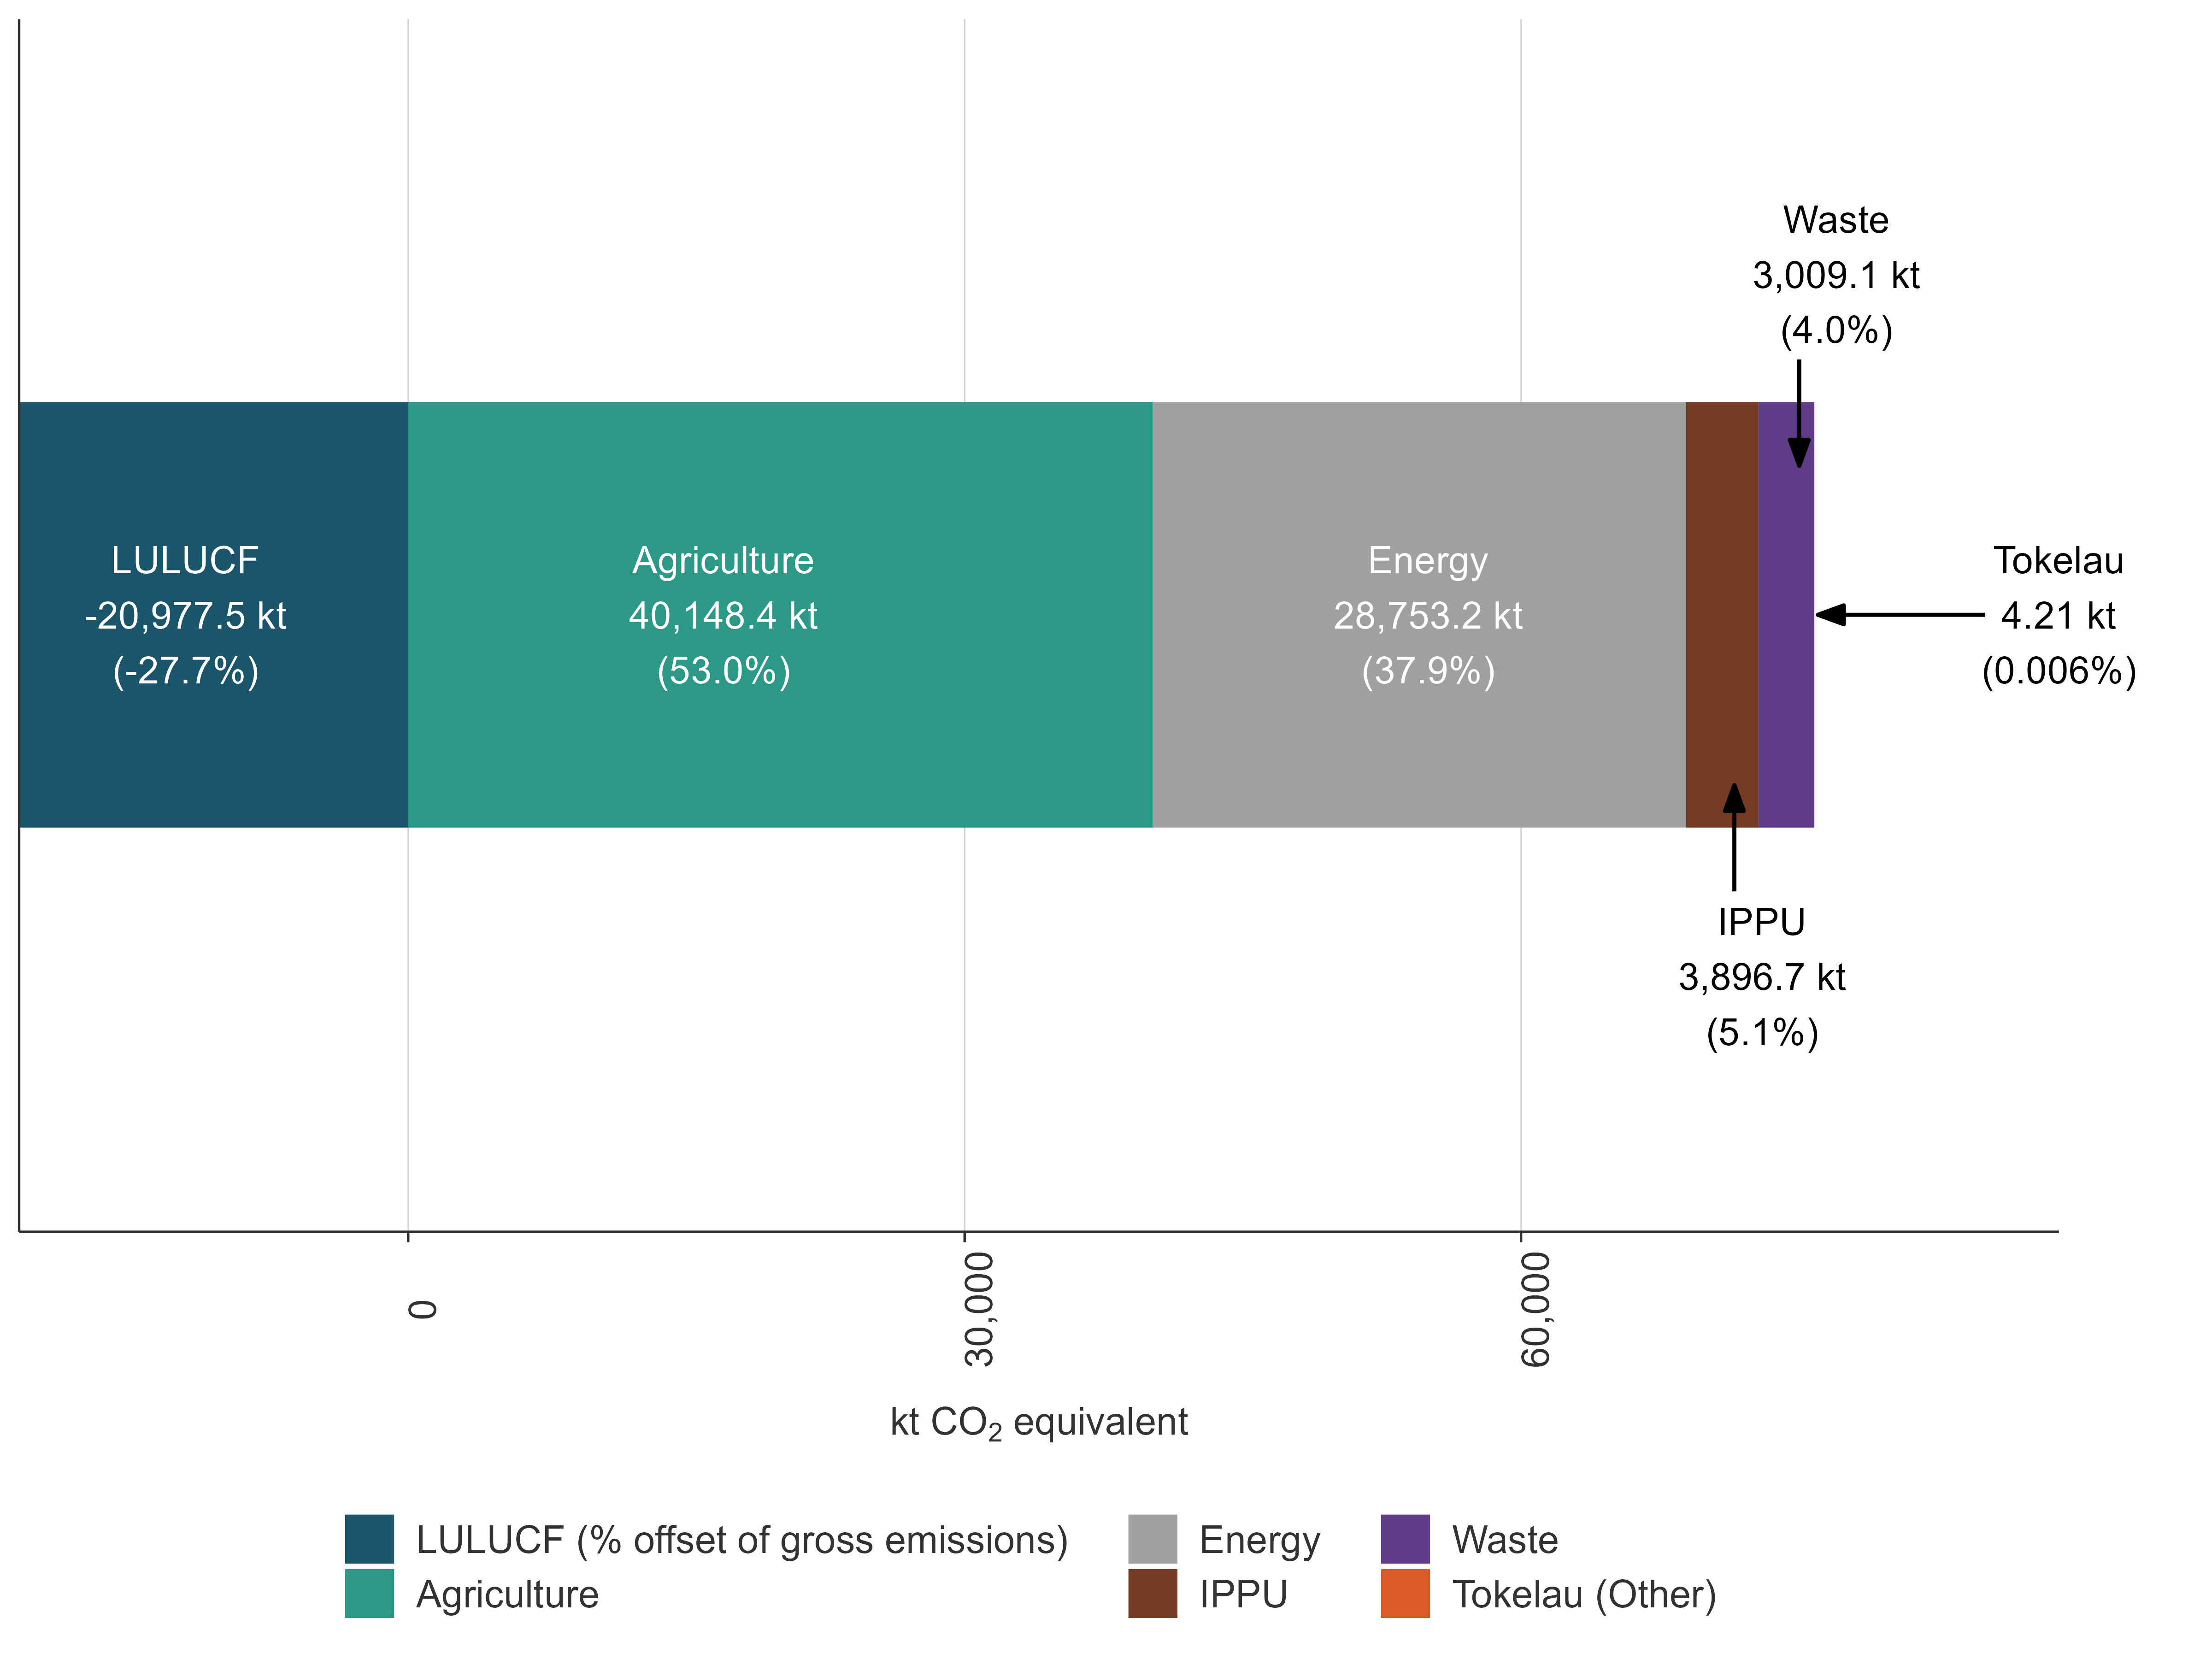 Waste
3,009.1 kt
(4.0%)
LULUCF
-20,977.5 kt
(-27.7%)
Agriculture
40,148.4 kt
(53.0%)
Energy
28,753.2 kt
(37.9%)
Tokelau
4.21 kt
(0.006%)
IPPU
3,896.7 kt
(5.1%)
0
30,000
60,000
kt CO₂ equivalent
LULUCF (% offset of gross emissions)
Agriculture
Energy
IPPU
Waste
Tokelau (Other)